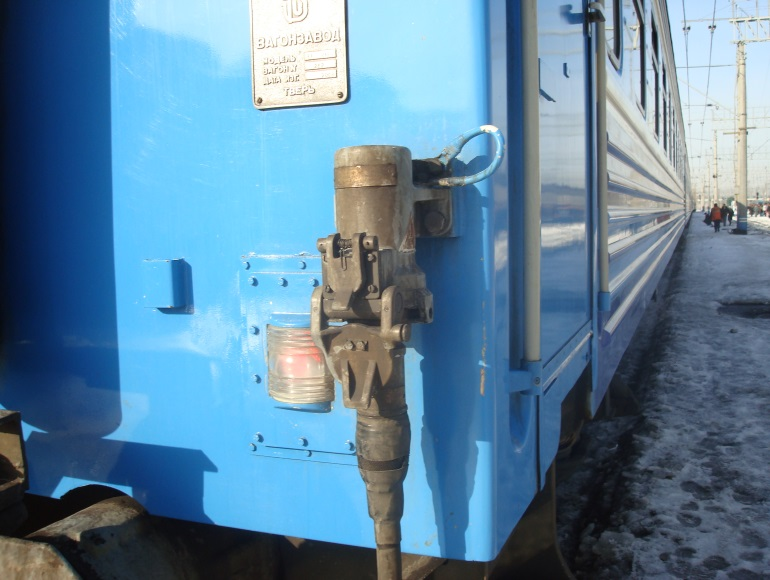 ВАГОНЗАВОД
МОДЕЛЬ
ВАГОН №
ДАТА ИЗГ.
ТВЕРЬ